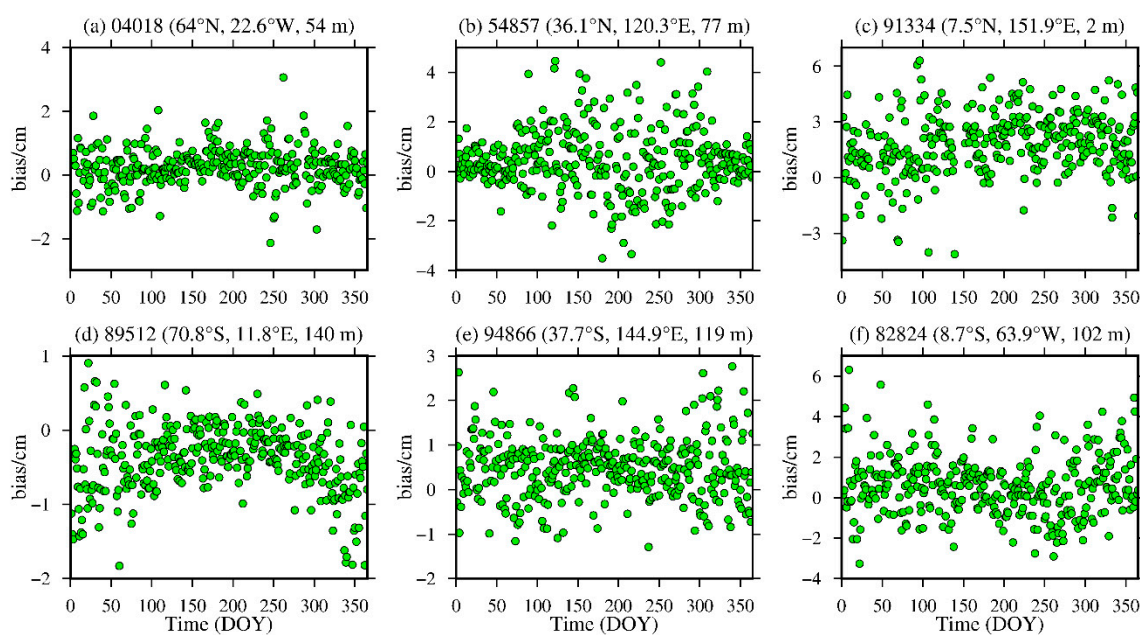 (a) 04018 (64°N, 22.6°W, 54 m)
(b) 54857 (36.1°N, 120.3°E, 77 m)
(c) 91334 (7.5°N, 151.9°E, 2 m)
bias/cm
4
2
0
−2
0 50 100 150 200 250 300 350
bias/cm
4
2
0
−2
−4
0 50 100 150 200 250 300 350
bias/cm
6
3
0
−3
0 50 100 150 200 250 300 350
(d) 89512 (70.8°S, 11.8°E, 140 m)
(e) 94866 (37.7°S, 144.9°E, 119 m)
(f) 82824 (8.7°S, 63.9°W, 102 m)
bias/cm
1
−0
−1
−2
0 50 100 150 200 250 300 350
Time (DOY)
bias/cm
3
2
1
0
−1
−2
0 50 100 150 200 250 300 350
Time (DOY)
bias/cm
6
4
2
0
−2
−4
0 50 100 150 200 250 300 350
Time (DOY)